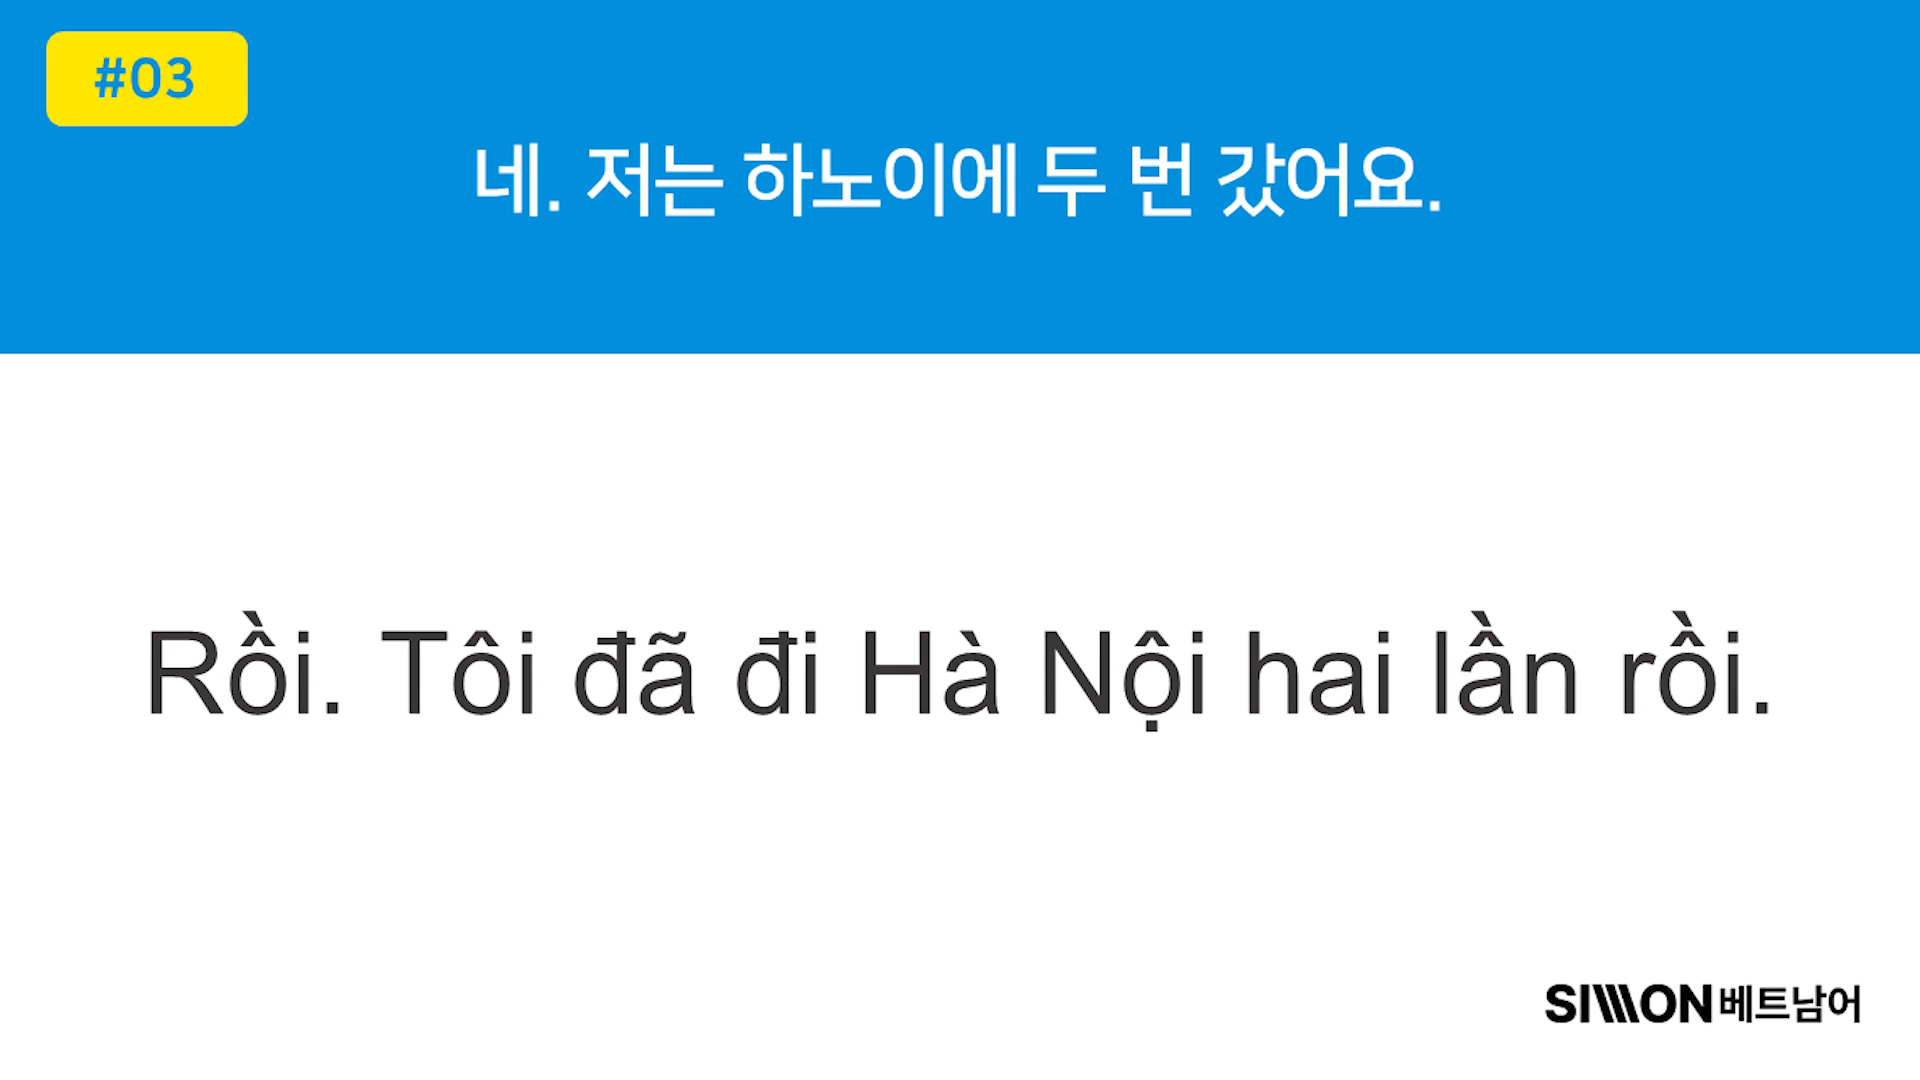 #03
네. 저는 하노이에 두 번 갔어요.
Rồi. Tôi đã đi Hà Nội hai lần rồi.
SIWON베트남어